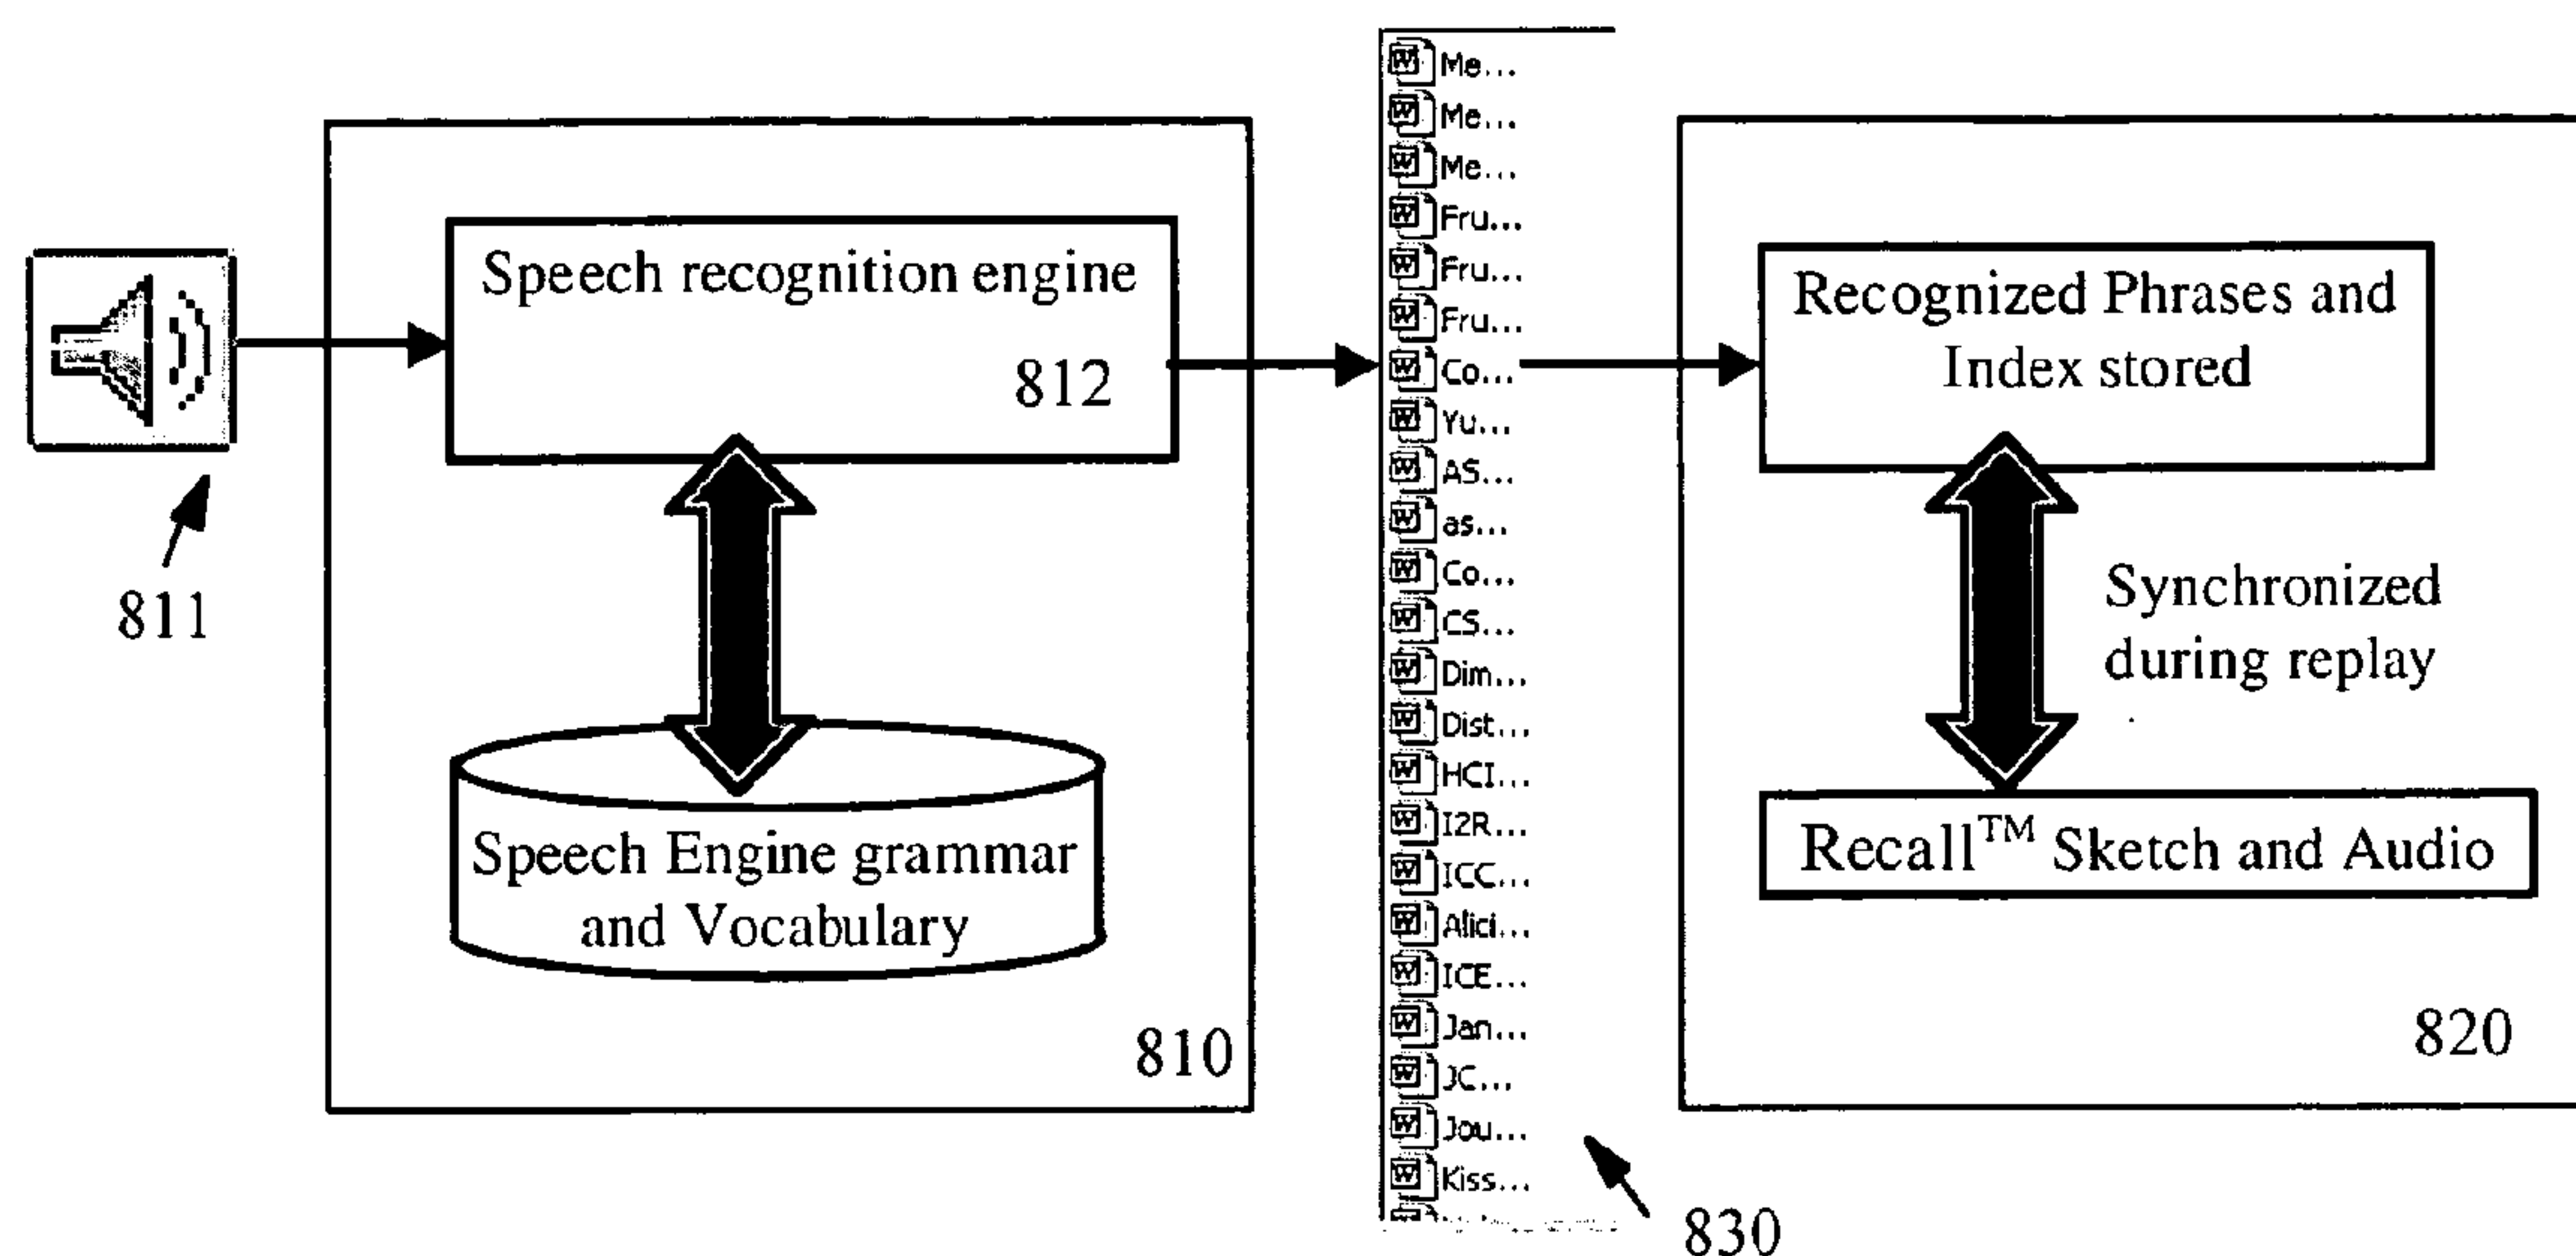 811
Speech recognition engine
812
Speech Engine grammar
and Vocabulary
810
Me...
Me...
Me...
Fru...
Fru...
Fru...
Co...
Yu...
AS...
as...
Co...
CS...
Dim...
Dist...
HCI...
I2R...
ICC...
Alici...
ICE...
Jan...
JC...
Jou...
Kiss...
830
Recognized Phrases and
Index stored
Synchronized
during replay
Recall™ Sketch and Audio
820